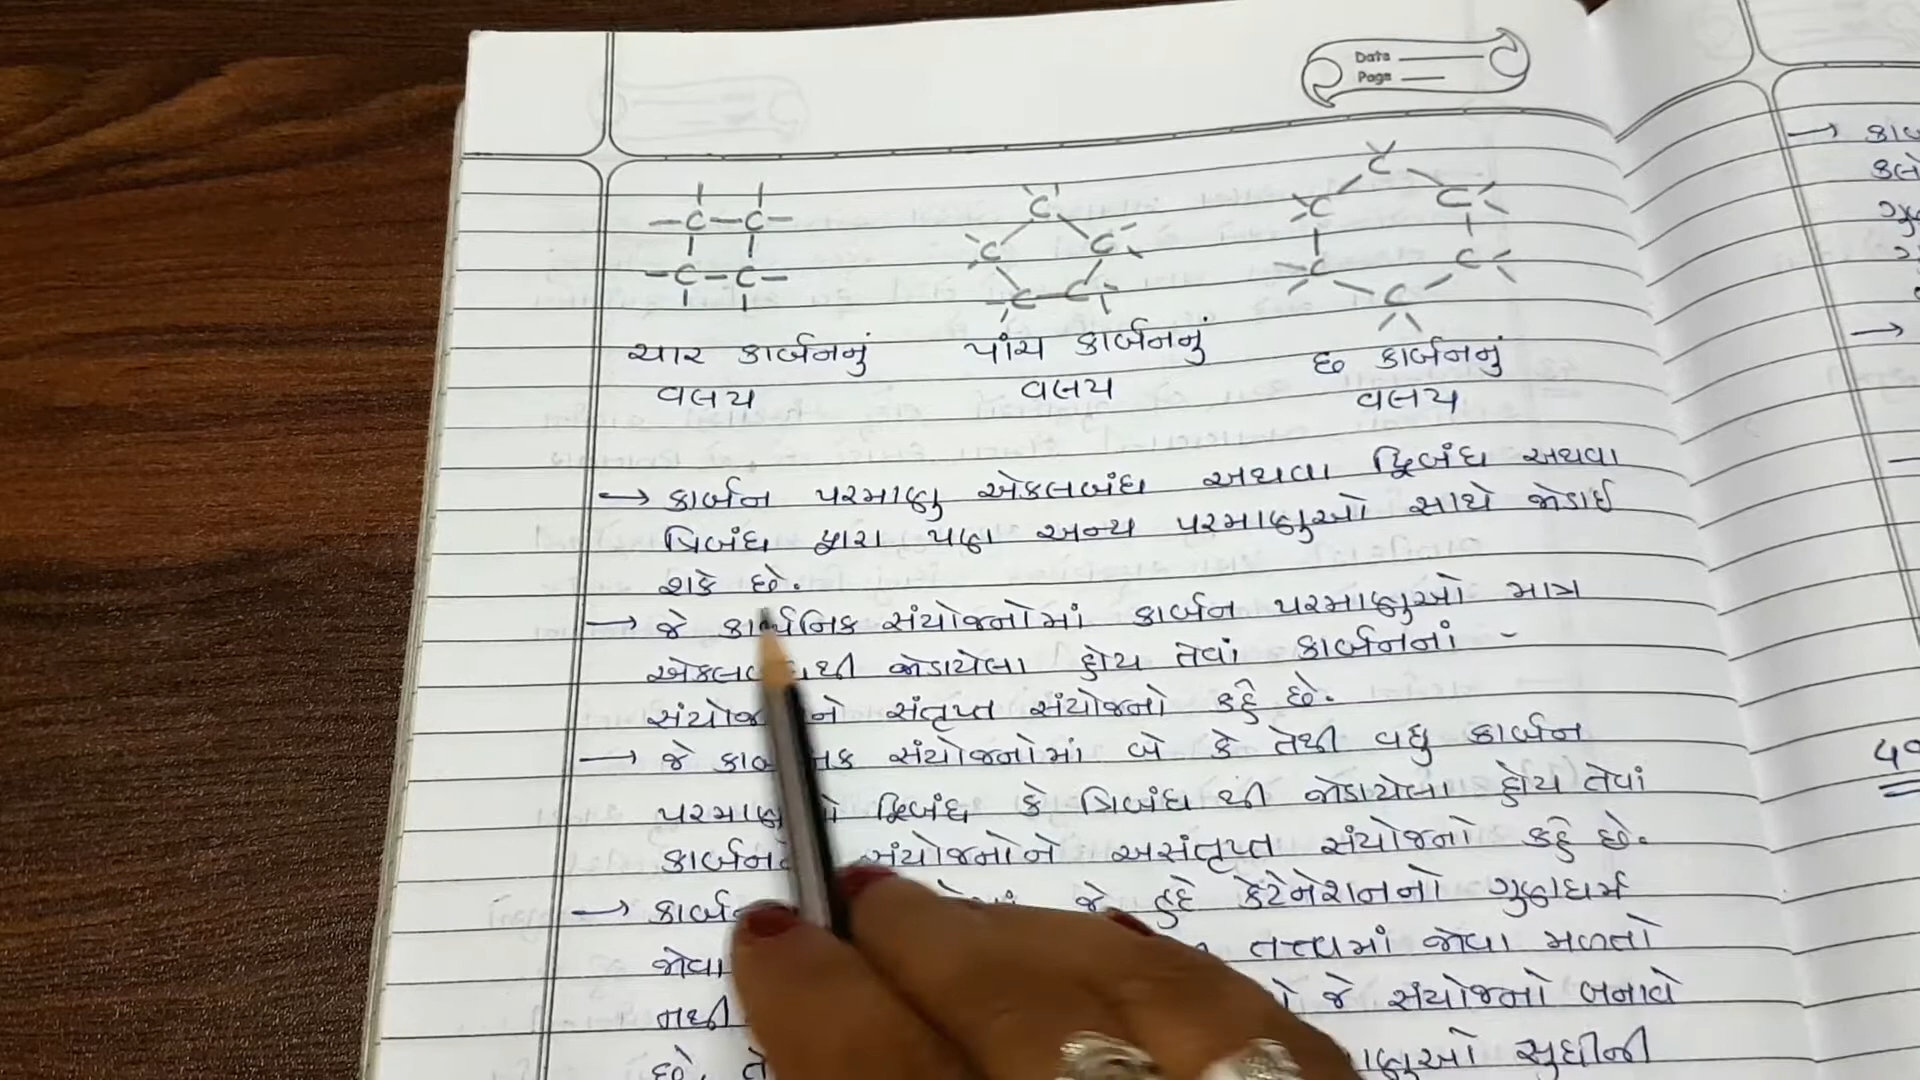 Date
Page
ચાર કાર્બનનું
વલય
પાંચ કાર્બનનું
વલય
છ કાર્બનનું
વલય
→ કાર્બન પરમાણુ એકલબંધ અથવા દ્વિબંધ અથવા
ત્રિબંધ દ્વારા પણ અન્ય પરમાણુઓ સાથે જોડાઈ
શકે છે.
→ જે કાર્બનિક સંયોજનોમાં કાર્બન પરમાણુઓ માત્ર
જોડાયેલા હોય તેવાં કાર્બનનાં -
સંતૃપ્ત સંયોજનો કહે છે.
→ જે સંયોજનોમાં બે કે તેથી વધુ કાર્બન
દ્વિબંધ કે ત્રિબંધ થી જોડાયેલા હોય તેવાં
સંયોજનોને અસંતૃપ્ત સંયોજનો કહે છે.
→ જે હદે કેટેનેશનનો ગુણધર્મ
જોવા તત્ત્વમાં જોવા મળતો
નથી જે સંયોજનો બનાવે
છે. સુધીની